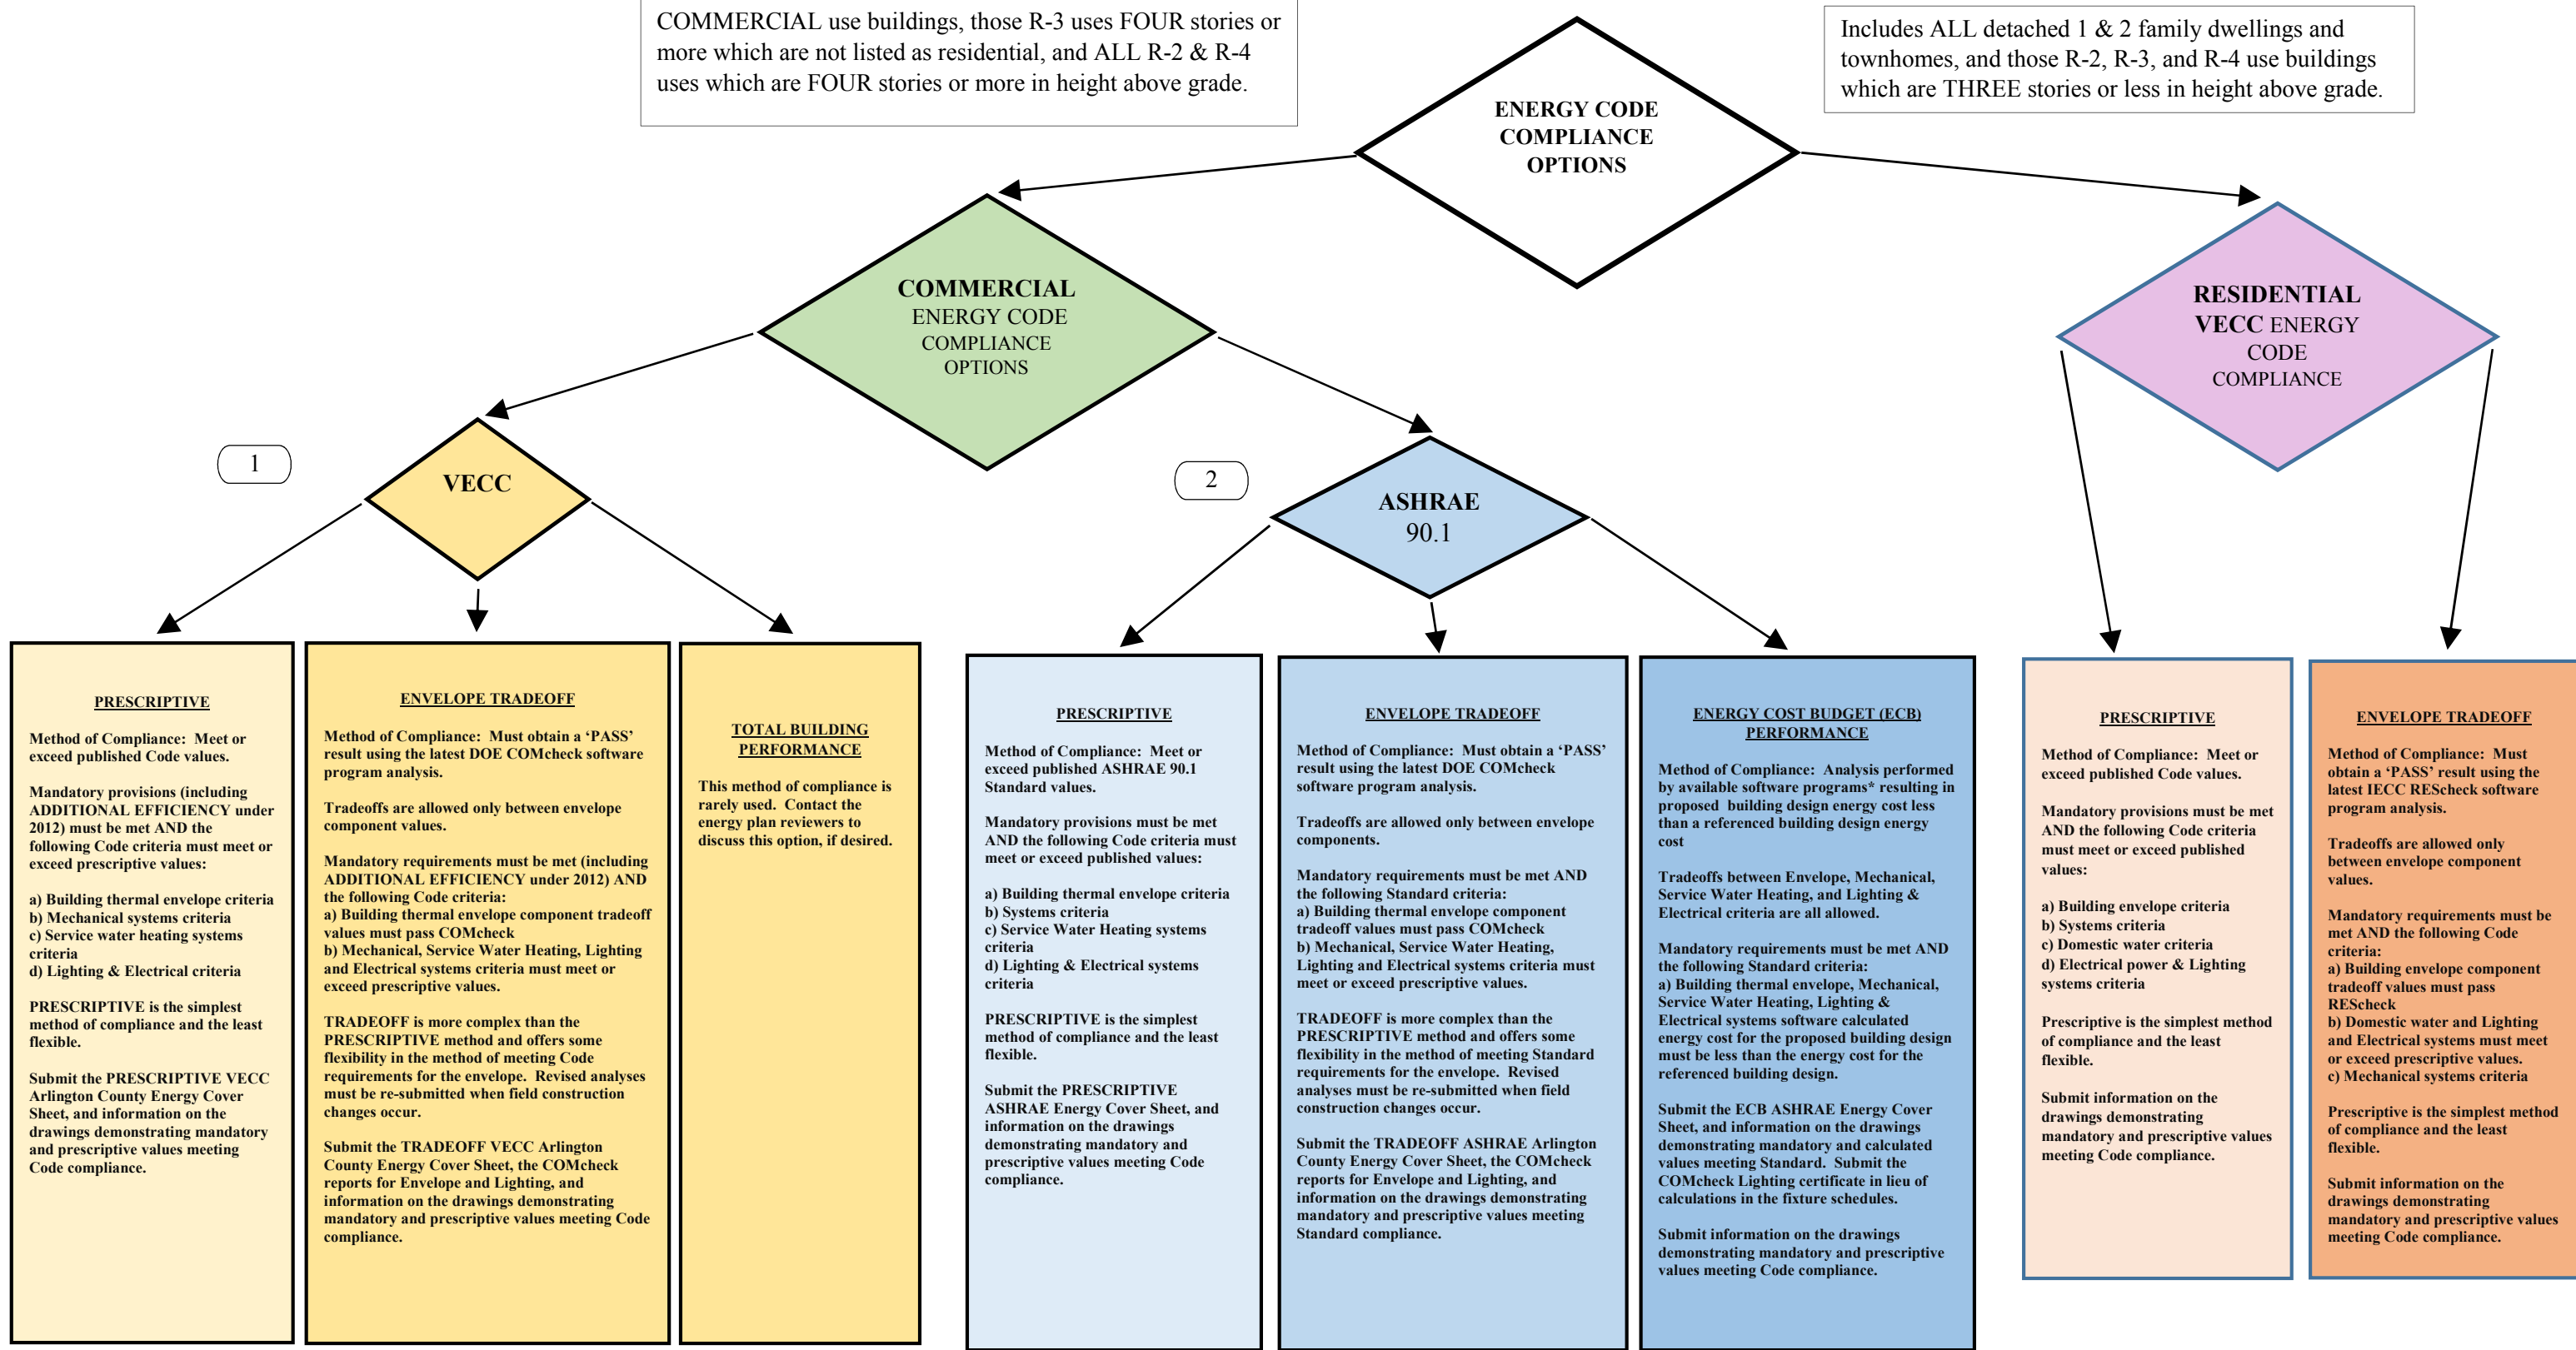 COMMERCIAL use buildings, those R-3 uses FOUR stories or
more which are not listed as residential, and ALL R-2 & R-4
uses which are FOUR stories or more in height above grade.
Includes ALL detached 1 & 2 family dwellings and
townhomes, and those R-2, R-3, and R-4 use buildings
which are THREE stories or less in height above grade.
ENERGY CODE
COMPLIANCE
OPTIONS
COMMERCIAL
ENERGY CODE
COMPLIANCE
OPTIONS
RESIDENTIAL
VECC ENERGY
CODE
COMPLIANCE
1
VECC
2
ASHRAE
90.1
PRESCRIPTIVE
Method of Compliance: Meet or
exceed published Code values.
Mandatory provisions (including
ADDITIONAL EFFICIENCY under
2012) must be met AND the
following Code criteria must meet or
exceed prescriptive values:
a) Building thermal envelope criteria
b) Mechanical systems criteria
c) Service water heating systems
criteria
d) Lighting & Electrical criteria
PRESCRIPTIVE is the simplest
method of compliance and the least
flexible.
Submit the PRESCRIPTIVE VECC
Arlington County Energy Cover
Sheet, and information on the
drawings demonstrating mandatory
and prescriptive values meeting
Code compliance.
ENVELOPE TRADEOFF
Method of Compliance: Must obtain a ‘PASS’
result using the latest DOE COMcheck software
program analysis.
Tradeoffs are allowed only between envelope
component values.
Mandatory requirements must be met (including
ADDITIONAL EFFICIENCY under 2012) AND
the following Code criteria:
a) Building thermal envelope component tradeoff
values must pass COMcheck
b) Mechanical, Service Water Heating, Lighting
and Electrical systems criteria must meet or
exceed prescriptive values.
TRADEOFF is more complex than the
PRESCRIPTIVE method and offers some
flexibility in the method of meeting Code
requirements for the envelope. Revised analyses
must be re-submitted when field construction
changes occur.
Submit the TRADEOFF VECC Arlington
County Energy Cover Sheet, the COMcheck
reports for Envelope and Lighting, and
information on the drawings demonstrating
mandatory and prescriptive values meeting Code
compliance.
TOTAL BUILDING
PERFORMANCE
This method of compliance is
rarely used. Contact the
energy plan reviewers to
discuss this option, if desired.
PRESCRIPTIVE
Method of Compliance: Meet or
exceed published ASHRAE 90.1
Standard values.
Mandatory provisions must be met
AND the following Code criteria must
meet or exceed published values:
a) Building thermal envelope criteria
b) Systems criteria
c) Service Water Heating systems
criteria
d) Lighting & Electrical systems
criteria
PRESCRIPTIVE is the simplest
method of compliance and the least
flexible.
Submit the PRESCRIPTIVE
ASHRAE Energy Cover Sheet, and
information on the drawings
demonstrating mandatory and
prescriptive values meeting Code
compliance.
ENVELOPE TRADEOFF
Method of Compliance: Must obtain a ‘PASS’
result using the latest DOE COMcheck
software program analysis.
Tradeoffs are allowed only between envelope
components.
Mandatory requirements must be met AND
the following Standard criteria:
a) Building thermal envelope component
tradeoff values must pass COMcheck
b) Mechanical, Service Water Heating,
Lighting and Electrical systems criteria must
meet or exceed prescriptive values.
TRADEOFF is more complex than the
PRESCRIPTIVE method and offers some
flexibility in the method of meeting Standard
requirements for the envelope. Revised
analyses must be re-submitted when field
construction changes occur.
Submit the TRADEOFF ASHRAE Arlington
County Energy Cover Sheet, the COMcheck
reports for Envelope and Lighting, and
information on the drawings demonstrating
mandatory and prescriptive values meeting
Standard compliance.
ENERGY COST BUDGET (ECB)
PERFORMANCE
Method of Compliance: Analysis performed
by available software programs* resulting in
proposed building design energy cost less
than a referenced building design energy
cost
Tradeoffs between Envelope, Mechanical,
Service Water Heating, and Lighting &
Electrical criteria are all allowed.
Mandatory requirements must be met AND
the following Standard criteria:
a) Building thermal envelope, Mechanical,
Service Water Heating, Lighting &
Electrical systems software calculated
energy cost for the proposed building design
must be less than the energy cost for the
referenced building design.
Submit the ECB ASHRAE Energy Cover
Sheet, and information on the drawings
demonstrating mandatory and calculated
values meeting Standard. Submit the
COMcheck Lighting certificate in lieu of
calculations in the fixture schedules.
Submit information on the drawings
demonstrating mandatory and prescriptive
values meeting Code compliance.
PRESCRIPTIVE
Method of Compliance: Meet or
exceed published Code values.
Mandatory provisions must be met
AND the following Code criteria
must meet or exceed published
values:
a) Building envelope criteria
b) Systems criteria
c) Domestic water criteria
d) Electrical power & Lighting
systems criteria
Prescriptive is the simplest method
of compliance and the least
flexible.
Submit information on the
drawings demonstrating
mandatory and prescriptive values
meeting Code compliance.
ENVELOPE TRADEOFF
Method of Compliance: Must
obtain a ‘PASS’ result using the
latest IECC REScheck software
program analysis.
Tradeoffs are allowed only
between envelope component
values.
Mandatory requirements must be
met AND the following Code
criteria:
a) Building envelope component
tradeoff values must pass
REScheck
b) Domestic water and Lighting
and Electrical systems must meet
or exceed prescriptive values.
c) Mechanical systems criteria
Prescriptive is the simplest method
of compliance and the least
flexible.
Submit information on the
drawings demonstrating
mandatory and prescriptive values
meeting Code compliance.